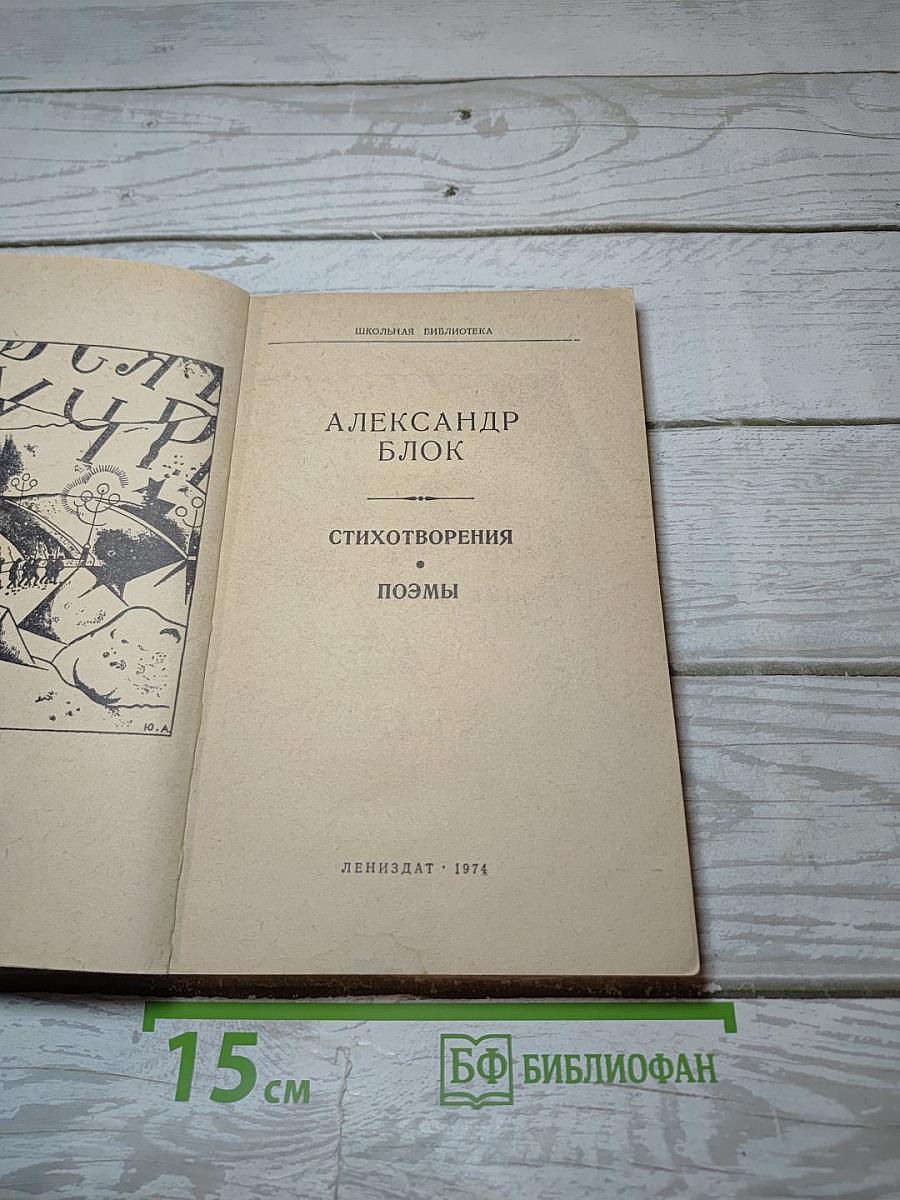 Ю.А
ШКОЛЬНАЯ БИБЛИОТЕКА
АЛЕКСАНДР
БЛОК
СТИХОТВОРЕНИЯ
•
ПОЭМЫ
ЛЕНИЗДАТ · 1974
15 СМ
БФ БИБЛИОФАН